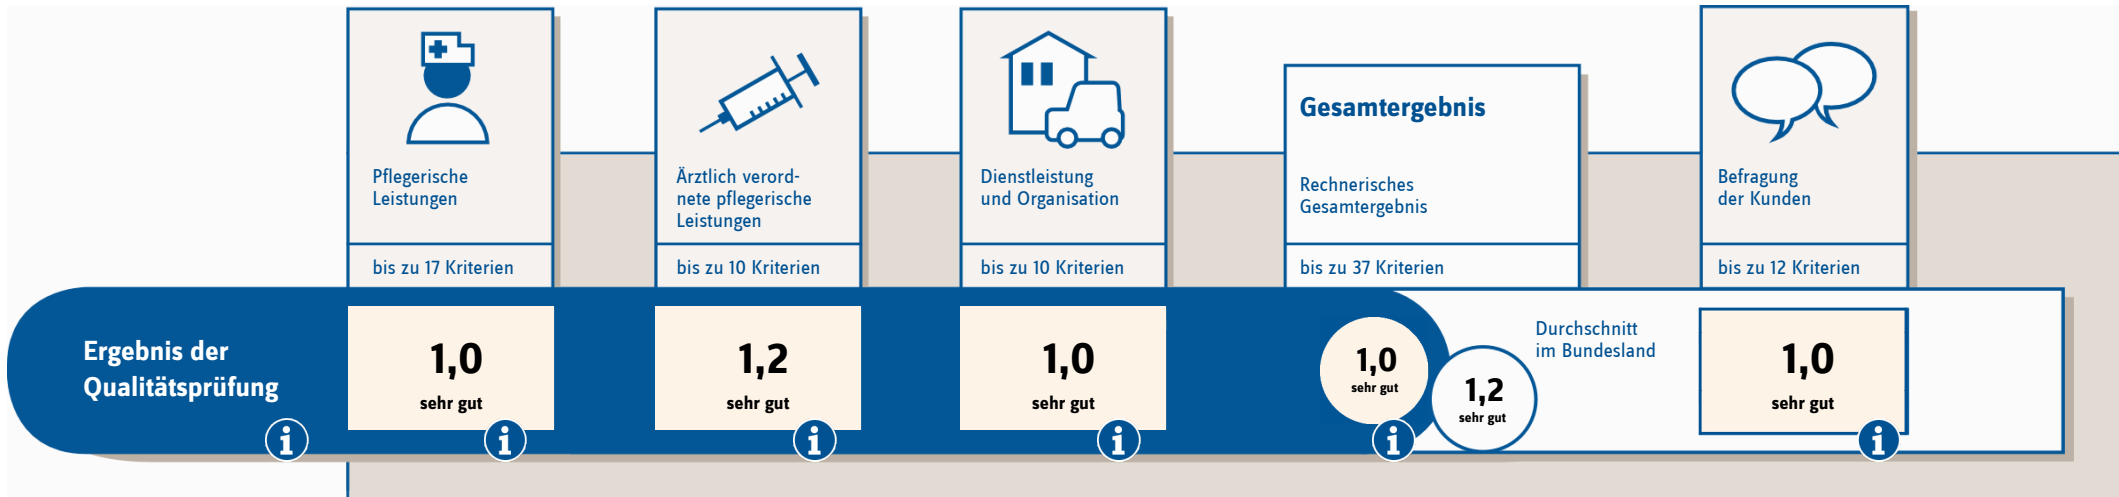 Pflegerische
Leistungen
bis zu 17 Kriterien
Ärztlich verord-
nete pflegerische
Leistungen
bis zu 10 Kriterien
Dienstleistung
und Organisation
bis zu 10 Kriterien
Gesamtergebnis
Rechnerisches
Gesamtergebnis
bis zu 37 Kriterien
Befragung
der Kunden
bis zu 12 Kriterien
Ergebnis der
Qualitätsprüfung
i
1,0
sehr gut
i
1,2
sehr gut
i
1,0
sehr gut
i
1,0
sehr gut
i
1,2
sehr gut
Durchschnitt
im Bundesland
1,0
sehr gut
i